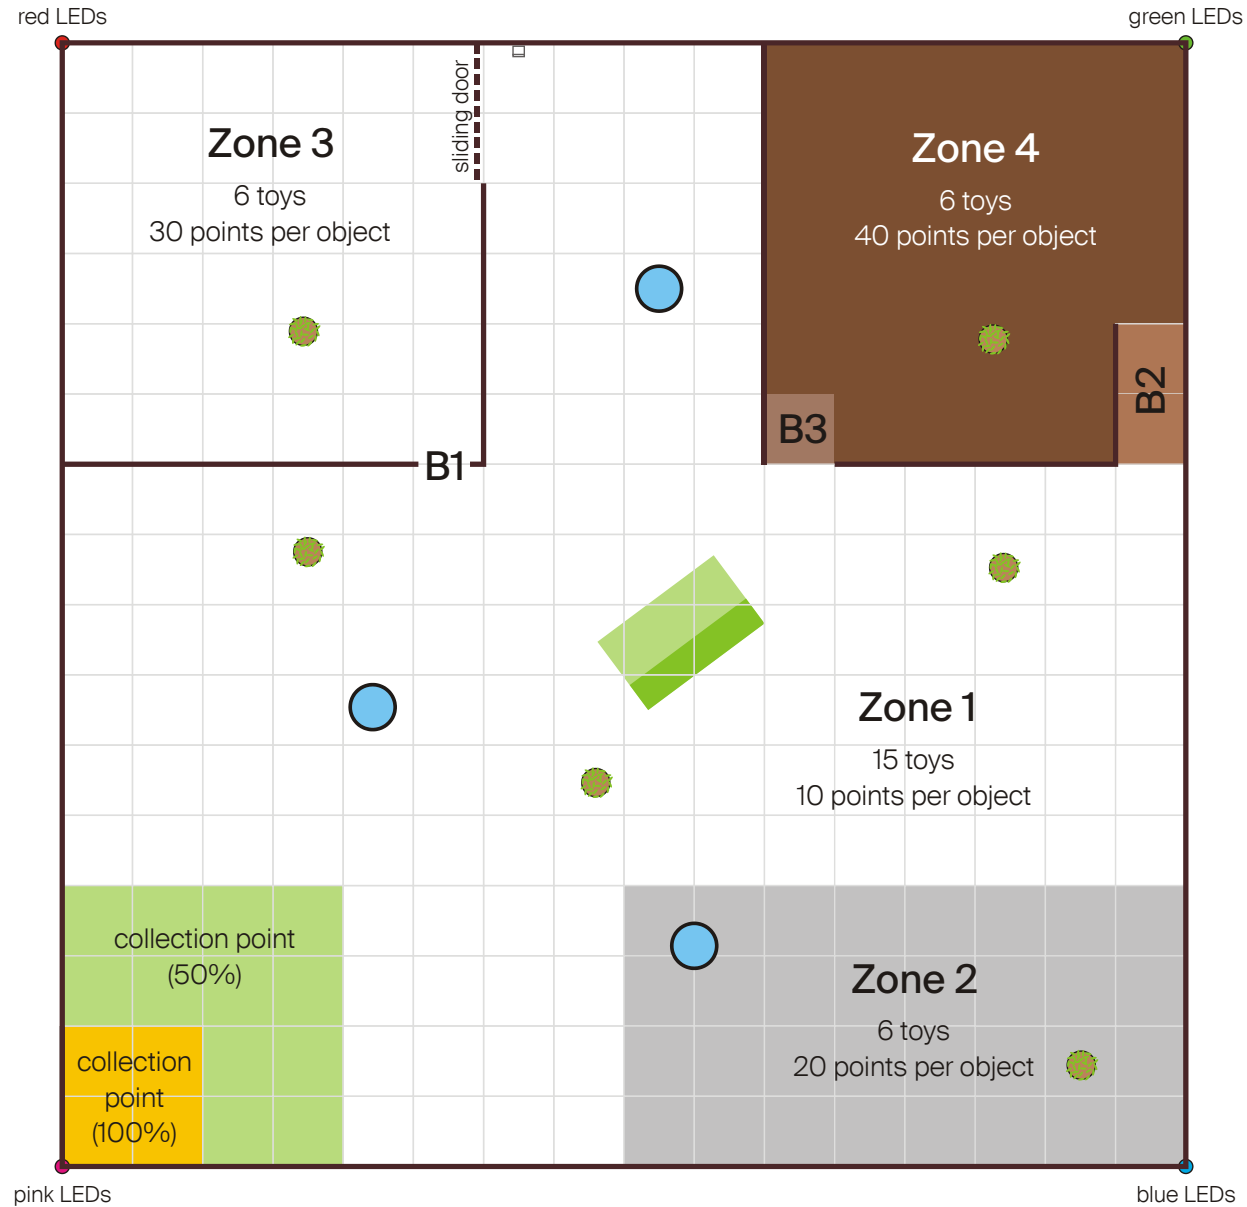 red LEDs
green LEDs
sliding door
Zone 3
6 toys
30 points per object
Zone 4
6 toys
40 points per object
B2
B3
B1
Zone 1
15 toys
10 points per object
collection point
(50%)
Zone 2
6 toys
20 points per object
collection
point
(100%)
pink LEDs
blue LEDs